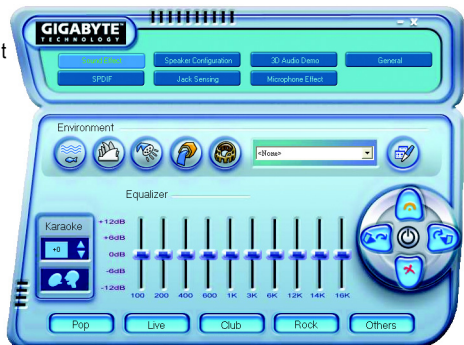 t
GIGABYTE™
TECHNOLOGY
Sound Effect
Speaker Configuration
3D Audio Demo
General
SPDIF
Jack Sensing
Microphone Effect
Environment
<None>
Equalizer
Karaoke
+0
+12dB
+6dB
0dB
-6dB
-12dB
100 200 400 600 1K 3K 6K 12K 14K 16K
Pop
Live
Club
Rock
Others